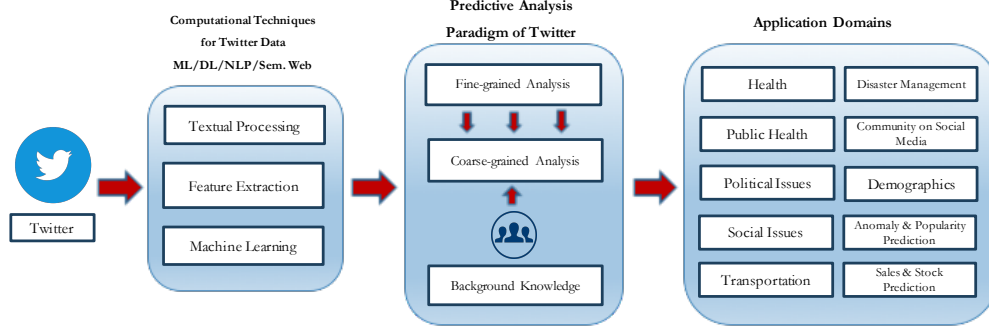 Computational Techniques
for Twitter Data
ML/DL/NLP/Sem. Web
Predictive Analysis
Paradigm of Twitter
Application Domains
Twitter
Textual Processing
Feature Extraction
Machine Learning
Fine-grained Analysis
Coarse-grained Analysis
Background Knowledge
Health
Disaster Management
Public Health
Community on Social
Media
Political Issues
Demographics
Social Issues
Anomaly & Popularity
Prediction
Transportation
Sales & Stock
Prediction